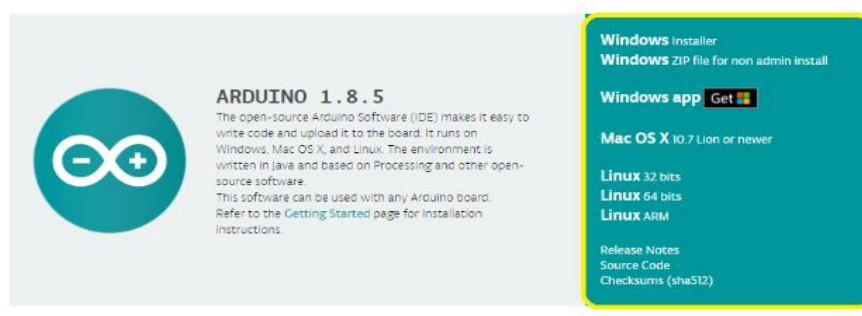 ARDUINO 1.8.5
The open-source Arduino Software (IDE) makes it easy to
write code and upload it to the board. It runs on
Windows, Mac OS X, and Linux. The environment is
written in Java and based on Processing and other open-
source software.
This software can be used with any Arduino board.
Refer to the Getting Started page for Installation
instructions.
Windows Installer
Windows ZIP file for non admin install
Windows app Get
Mac OS X 10.7 Lion or newer
Linux 32 bits
Linux 64 bits
Linux ARM
Release Notes
Source Code
Checksums (sha512)